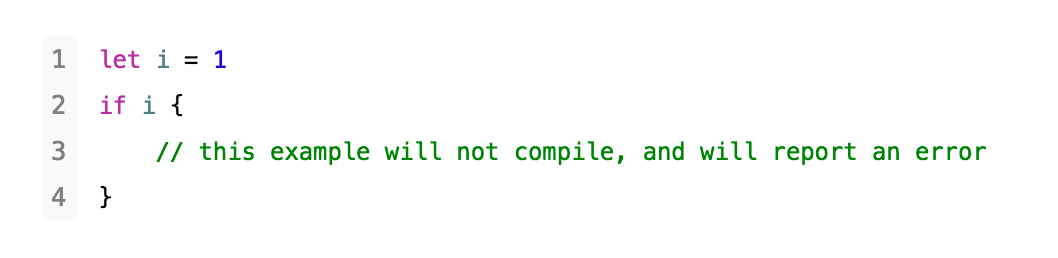 1 let i = 1
2 if i {
3     // this example will not compile, and will report an error
4 }